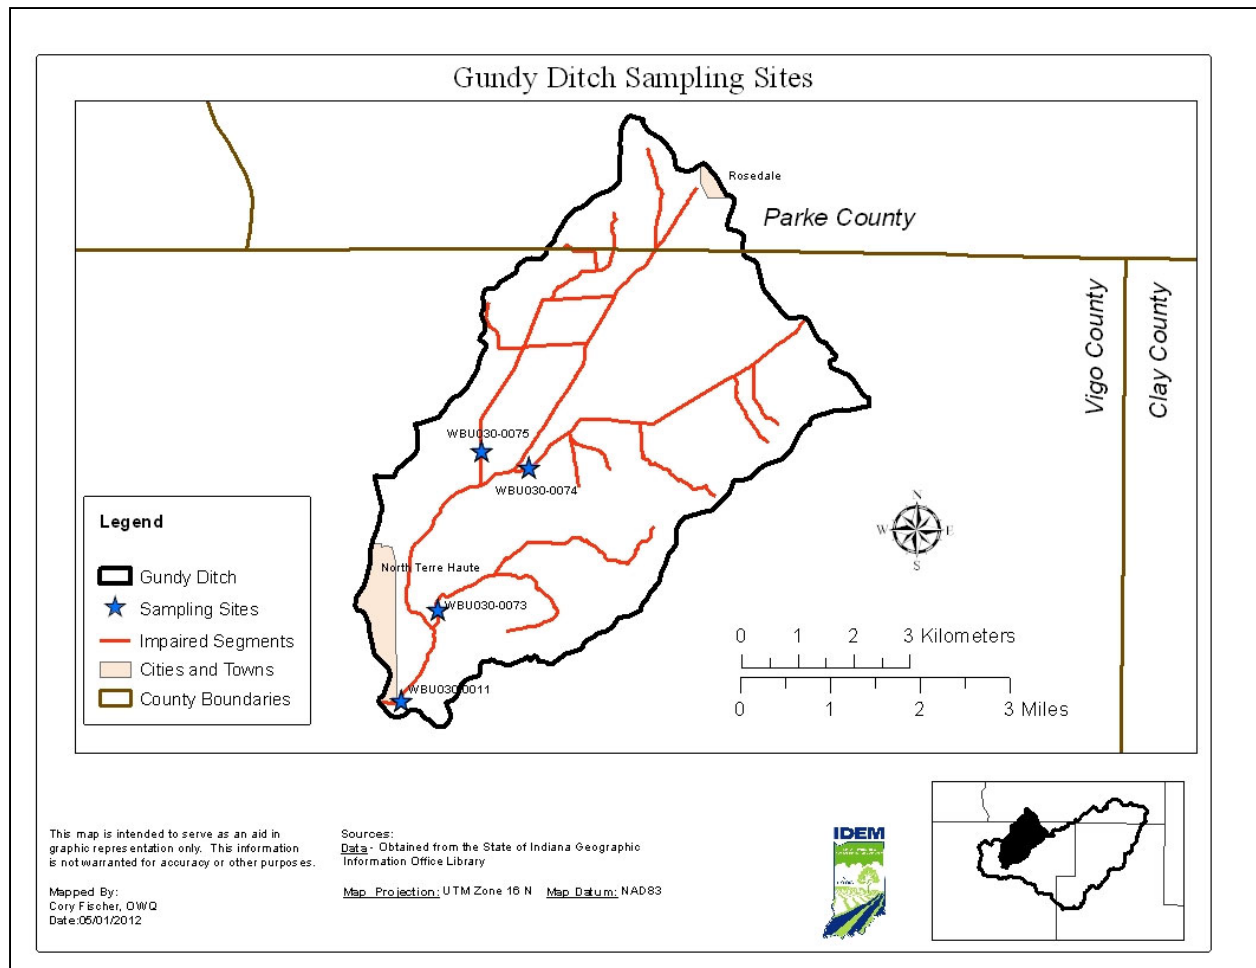 Gundy Ditch Sampling Sites
Rosedale
Parke County
Vigo County
Clay County
WBU030-0075
WBU030-0074
North Terre Haute
WBU030-0073
WBU030-0011
N
W E
S
Legend
Gundy Ditch
Sampling Sites
Impaired Segments
Cities and Towns
County Boundaries
0 1 2 3 Kilometers
0 1 2 3 Miles
This map is intended to serve as an aid in
graphic representation only. This information
is not warranted for accuracy or other purposes.
Mapped By:
Cory Fischer, OWQ
Date:05/01/2012
Sources:
Data - Obtained from the State of Indiana Geographic
Information Office Library
Map Projection: UTM Zone 16 N Map Datum: NAD83
IDEM